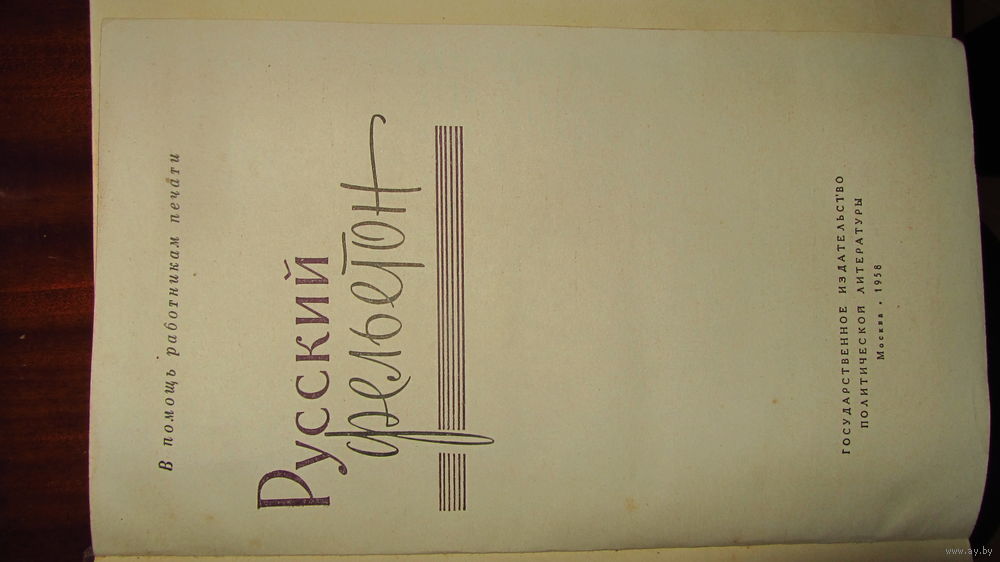 В помощь работникам печати
Русский
фельетон
ГОСУДАРСТВЕННОЕ ИЗДАТЕЛЬСТВО
ПОЛИТИЧЕСКОЙ ЛИТЕРАТУРЫ
Москва • 1958
www.ay.by